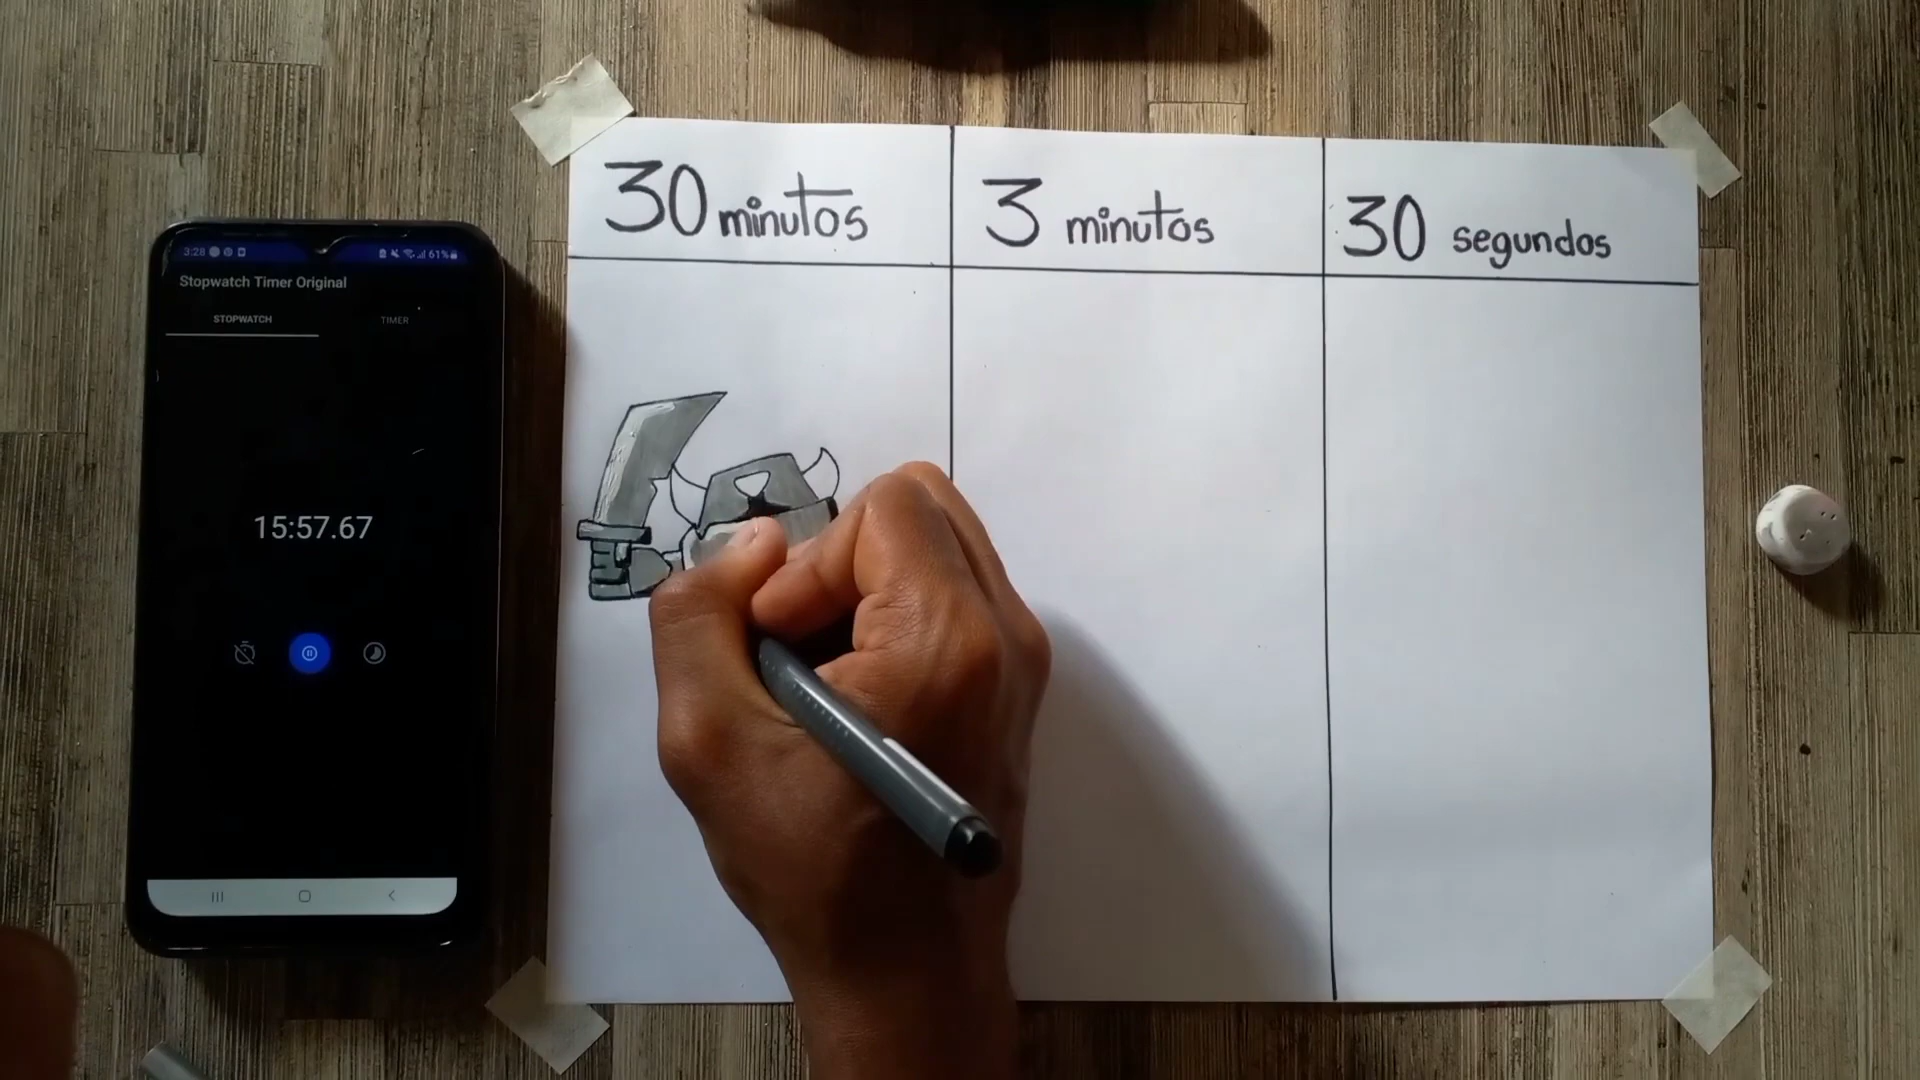 3:28
61%
Stopwatch Timer Original
STOPWATCH
TIMER
15:57.67
30 minutos
3 minutos
30 segundos